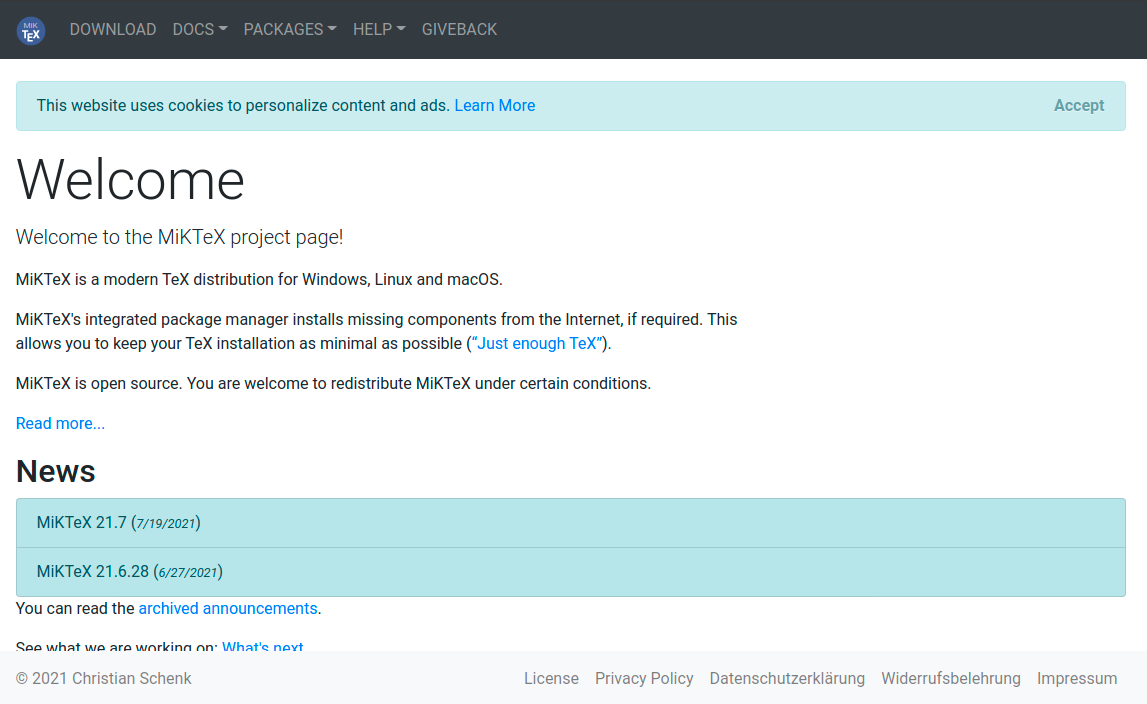 MiK
TEX
DOWNLOAD DOCS PACKAGES HELP GIVEBACK
This website uses cookies to personalize content and ads. Learn More Accept
Welcome
Welcome to the MiKTeX project page!
MiKTeX is a modern TeX distribution for Windows, Linux and macOS.
MiKTeX's integrated package manager installs missing components from the Internet, if required. This
allows you to keep your TeX installation as minimal as possible (“Just enough TeX”).
MiKTeX is open source. You are welcome to redistribute MiKTeX under certain conditions.
Read more...
News
MiKTeX 21.7 (7/19/2021)
MiKTeX 21.6.28 (6/27/2021)
You can read the archived announcements.
See what we are working on: What's next
© 2021 Christian Schenk License Privacy Policy Datenschutzerklärung Widerrufsbelehrung Impressum